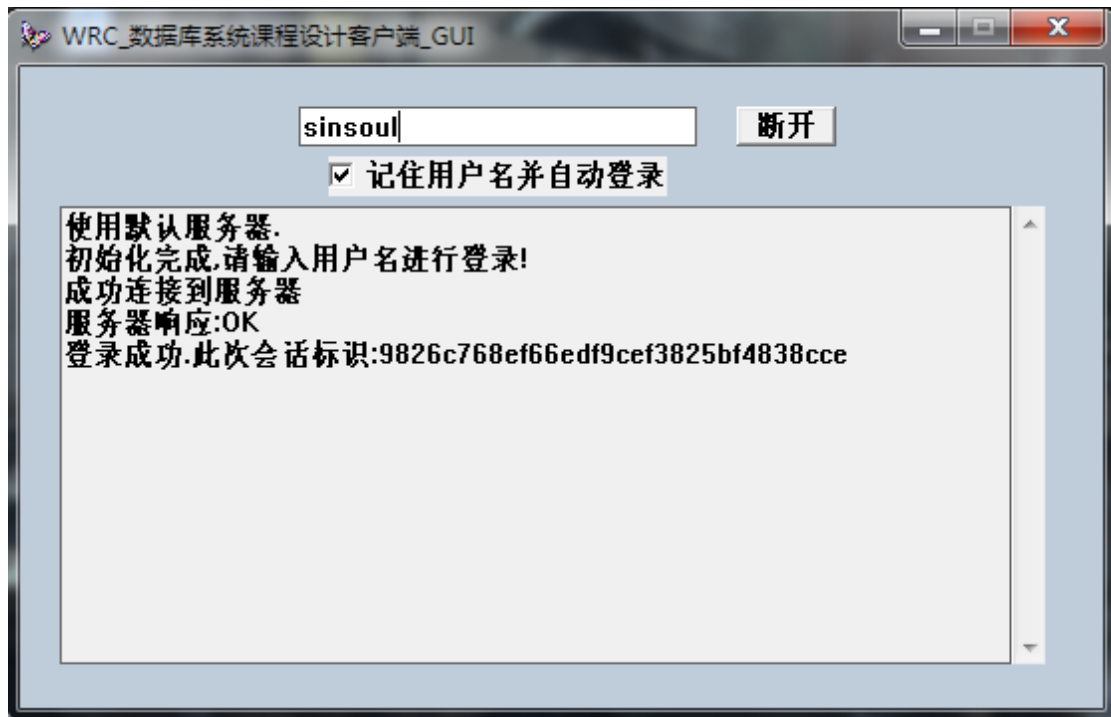 WRC_数据库系统课程设计客户端_GUI
sinsoul
断开
记住用户名并自动登录
使用默认服务器.
初始化完成,请输入用户名进行登录!
成功连接到服务器
服务器响应:OK
登录成功.此次会话标识:9826c768ef66edf9cef3825bf4838cce